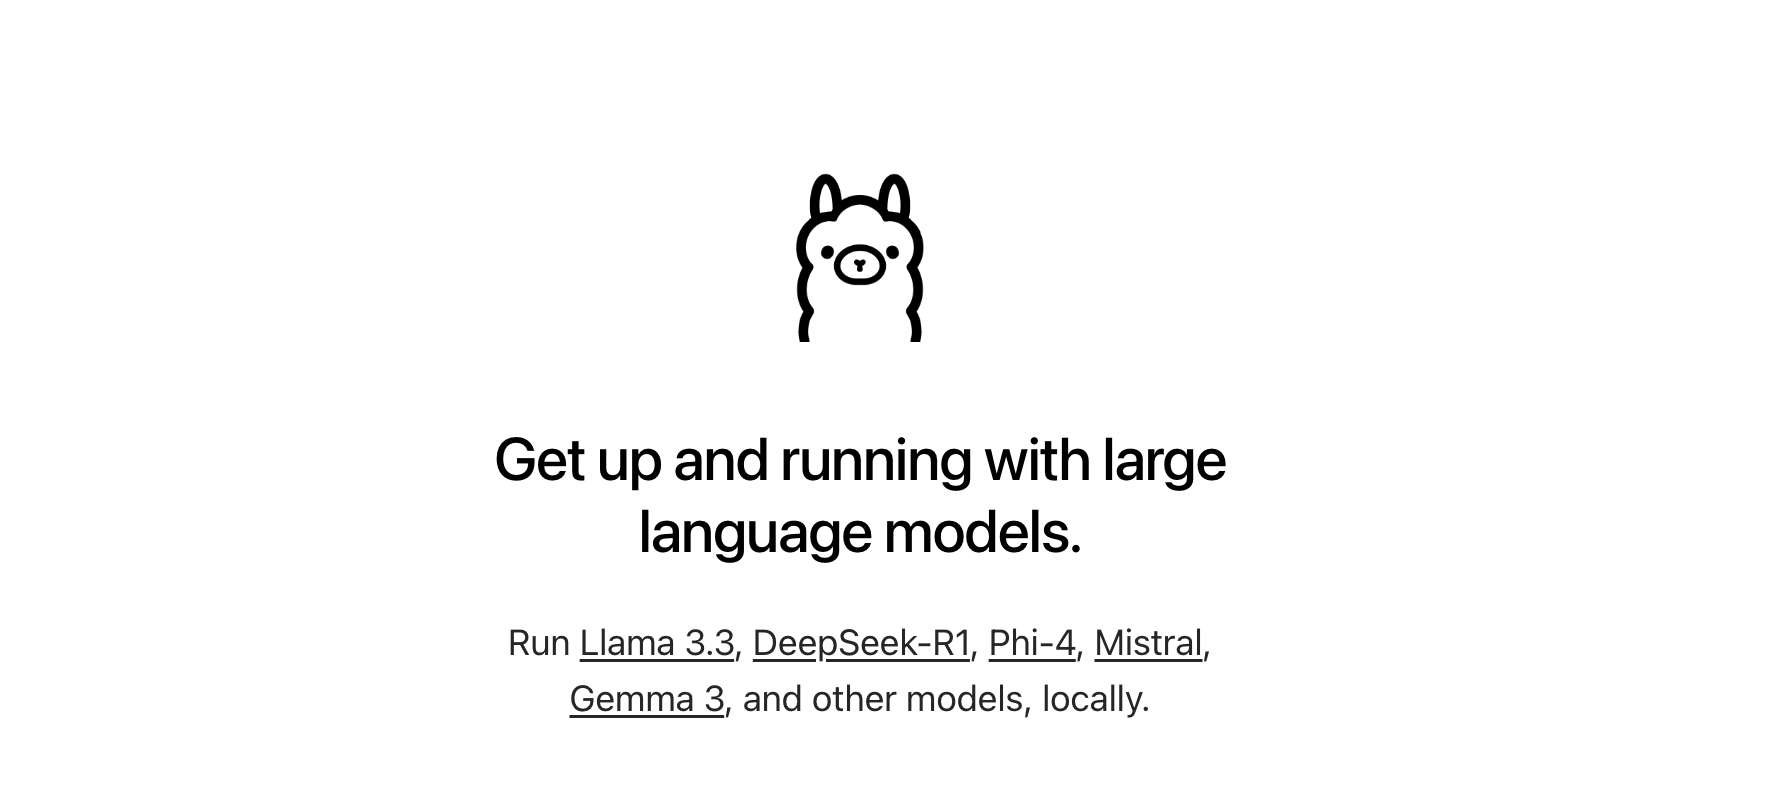 Get up and running with large
language models.
Run Llama 3.3, DeepSeek-R1, Phi-4, Mistral,
Gemma 3, and other models, locally.